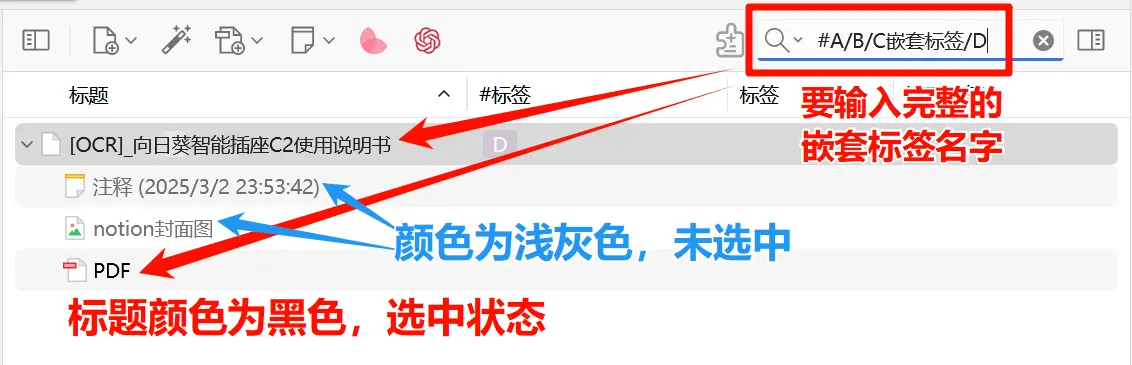 #A/B/C嵌套标签/D
标题 #标签 标签
要输入完整的
嵌套标签名字
[OCR]_向日葵智能插座C2使用说明书 D
注释 (2025/3/2 23:53:42)
notion封面图
颜色为浅灰色，未选中
PDF
标题颜色为黑色，选中状态